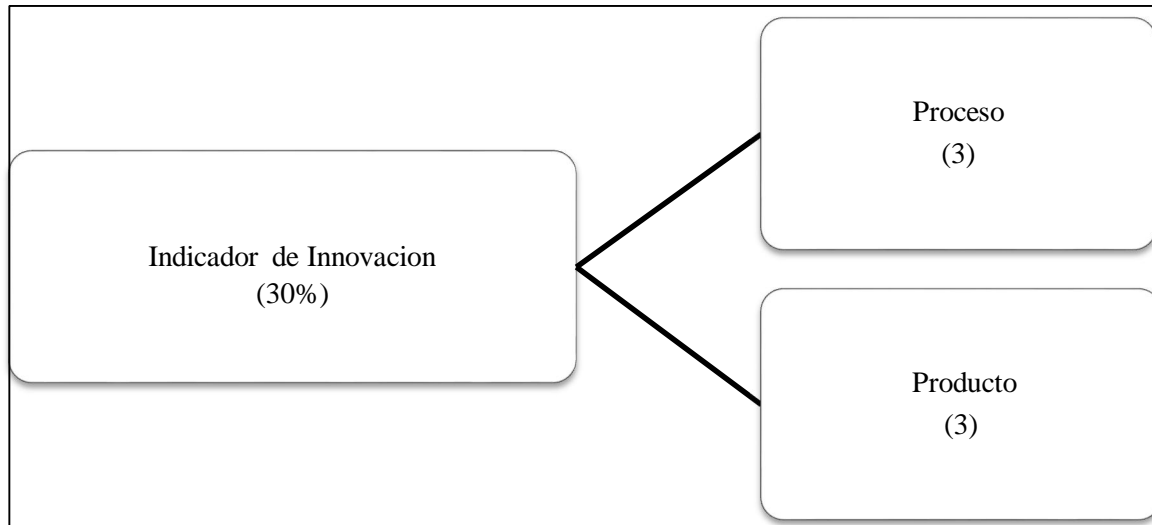 Indicador de Innovacion
(30%)
Proceso
(3)
Producto
(3)